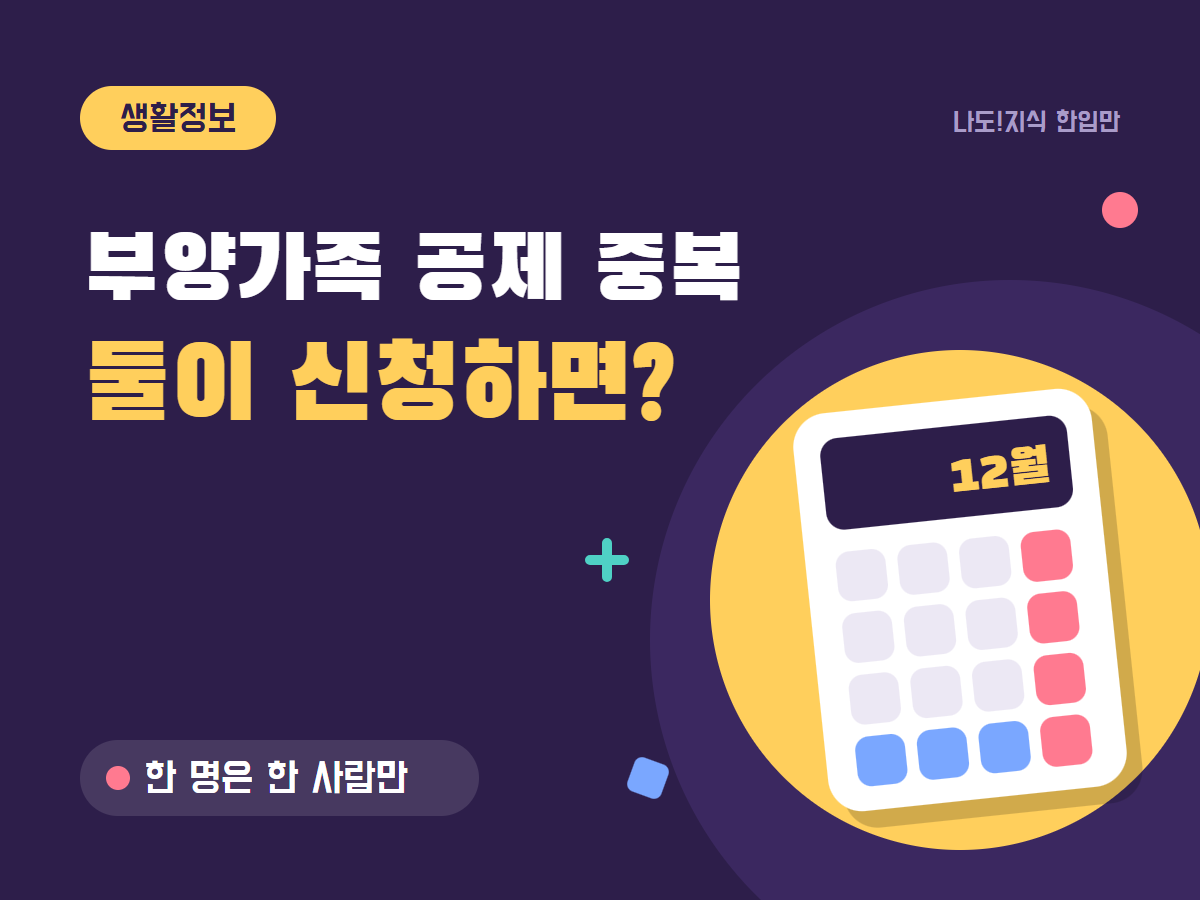 생활정보
나도!지식 한입만
부양가족 공제 중복
둘이 신청하면?
12월
한 명은 한 사람만